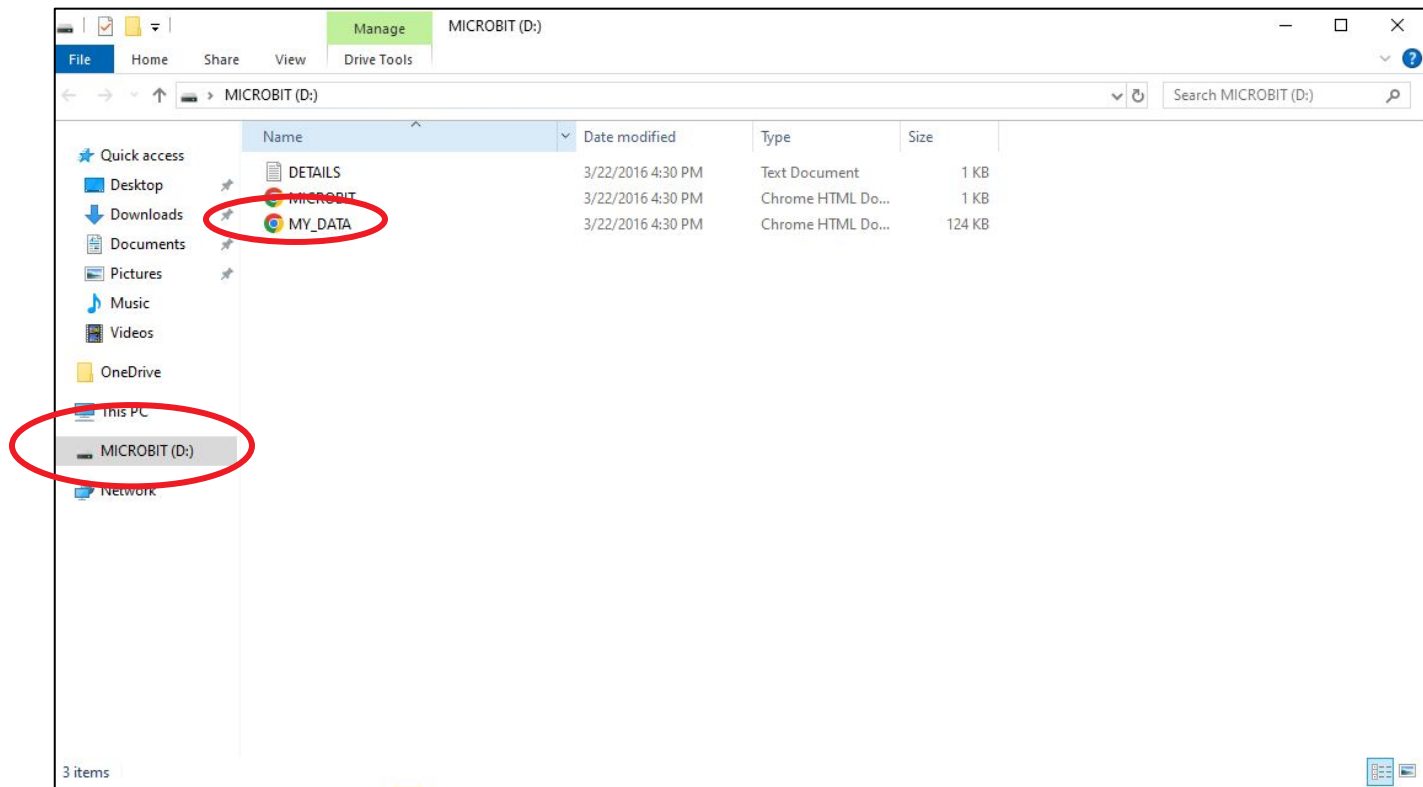 Manage MICROBIT (D:)
File Home Share View Drive Tools
MICROBIT (D:) Search MICROBIT (D:)
Quick access
Desktop
Downloads
Documents
Pictures
Music
Videos
OneDrive
This PC
MICROBIT (D:)
Network
Name Date modified Type Size
DETAILS 3/22/2016 4:30 PM Text Document 1 KB
MICROBIT 3/22/2016 4:30 PM Chrome HTML Do... 1 KB
MY_DATA 3/22/2016 4:30 PM Chrome HTML Do... 124 KB
3 items